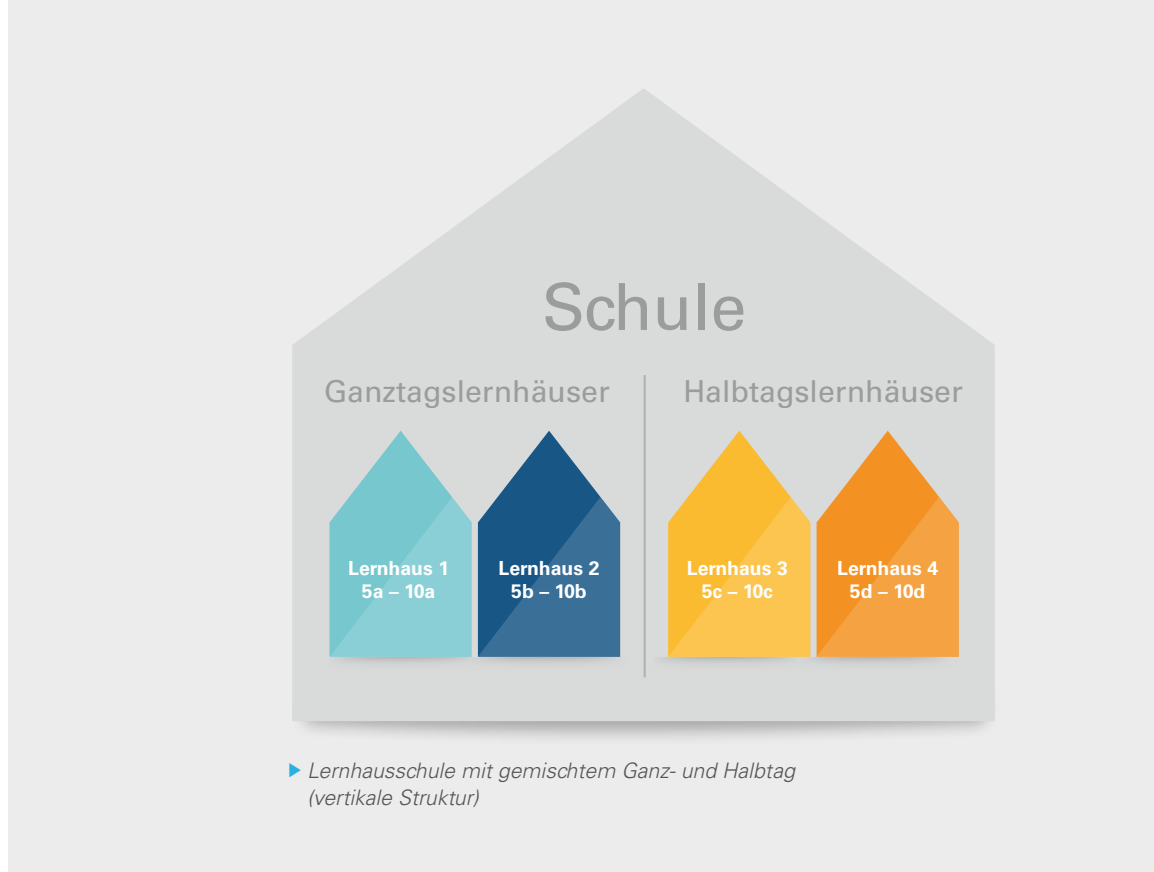 Schule
Ganztagslernhäuser
Halbtagslernhäuser
Lernhaus 1
5a – 10a
Lernhaus 2
5b – 10b
Lernhaus 3
5c – 10c
Lernhaus 4
5d – 10d
Lernhausschule mit gemischtem Ganz- und Halbtag
(vertikale Struktur)